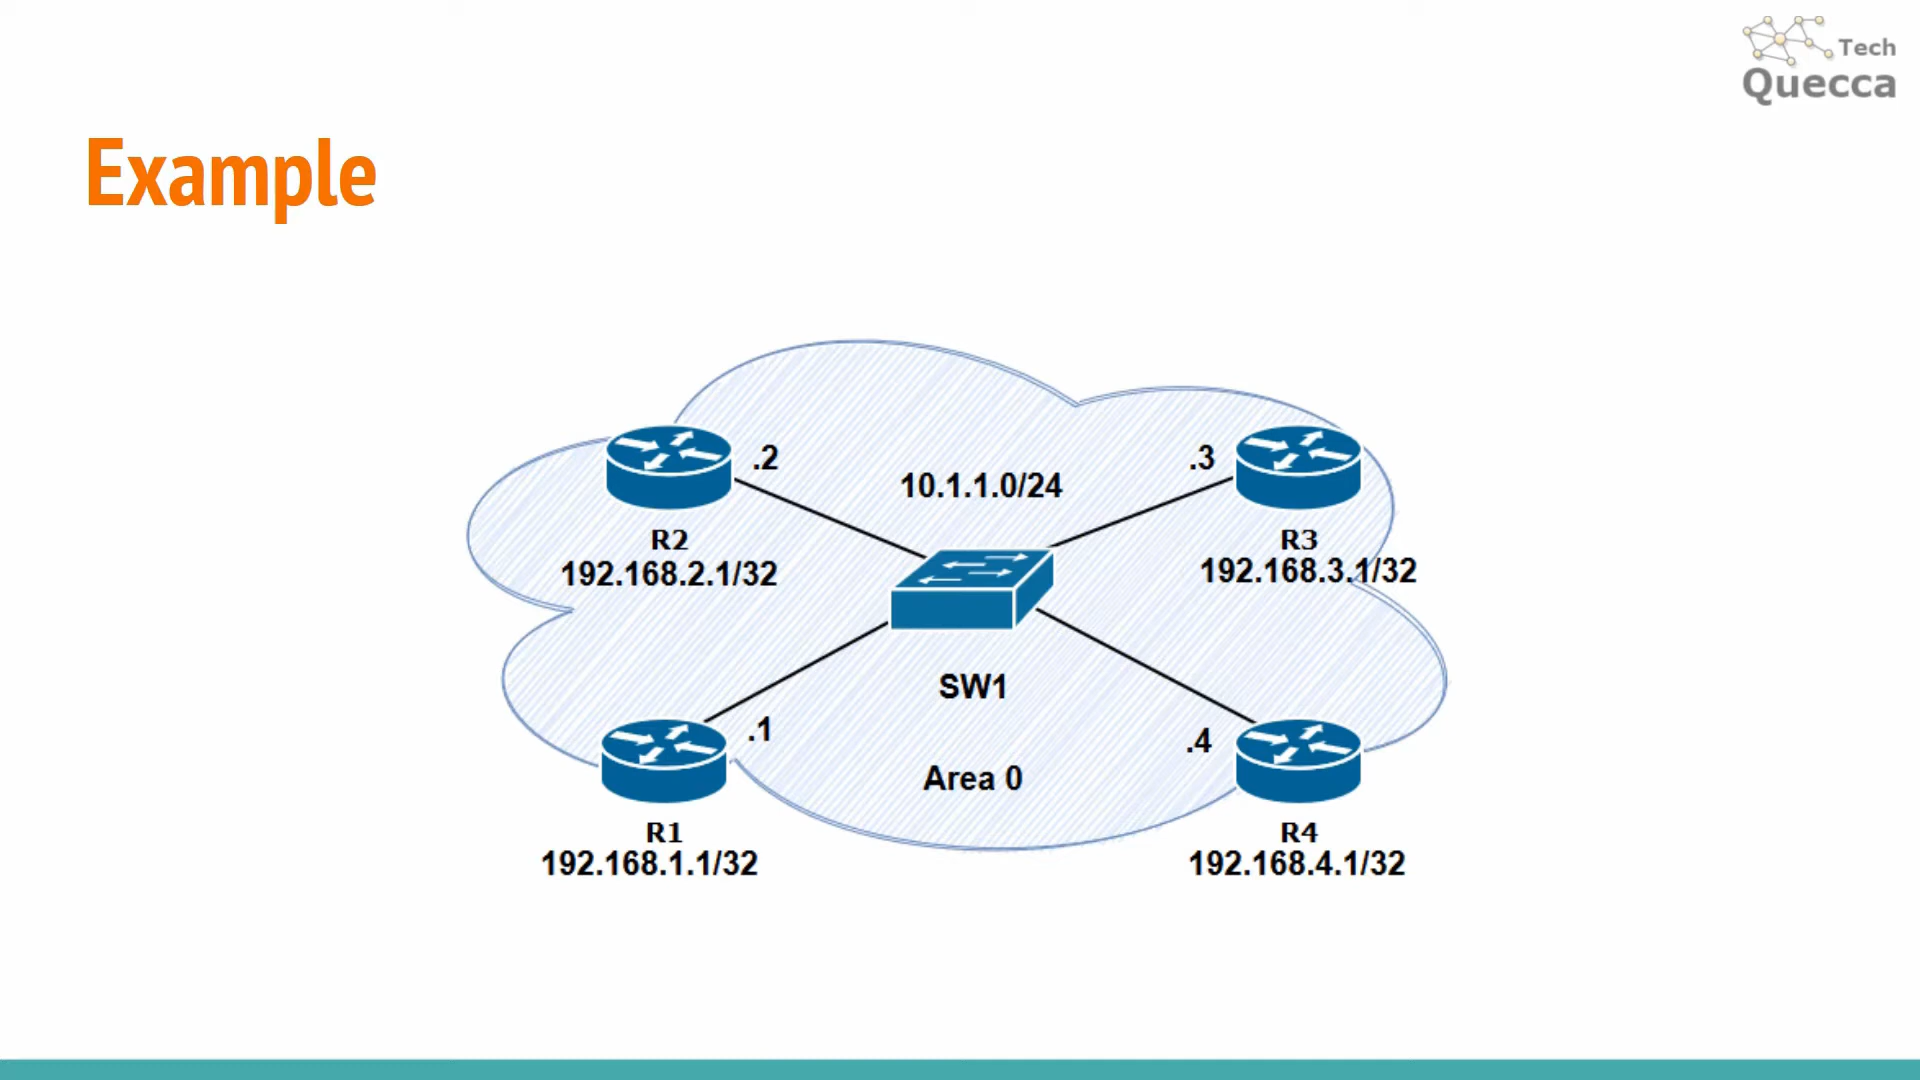 Tech
Quecca
Example
.2
10.1.1.0/24
.3
R2
192.168.2.1/32
R3
192.168.3.1/32
SW1
.1
.4
Area 0
R1
192.168.1.1/32
R4
192.168.4.1/32